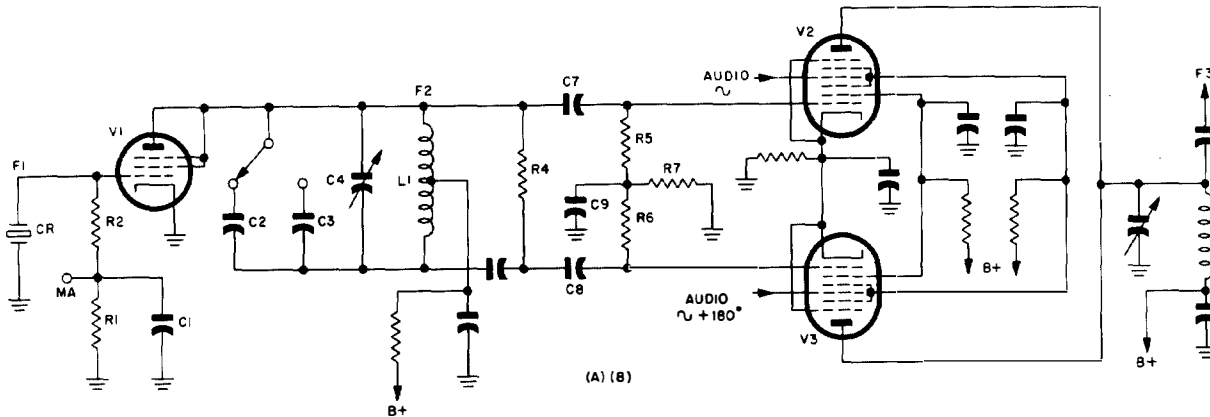 V2
AUDIO
∿
C7
F2
V1
R5
F3
F1
R4
R7
C4
L1
R2
C9
CR
C2
C3
R6
B+
MA
C8
R1
C1
AUDIO
∿ +180°
V3
B+
(A) (B)
B+